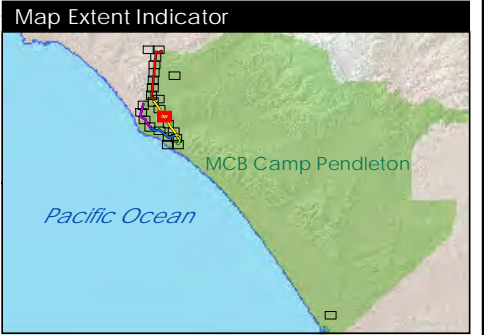 Map Extent Indicator
MCB Camp Pendleton
Pacific Ocean